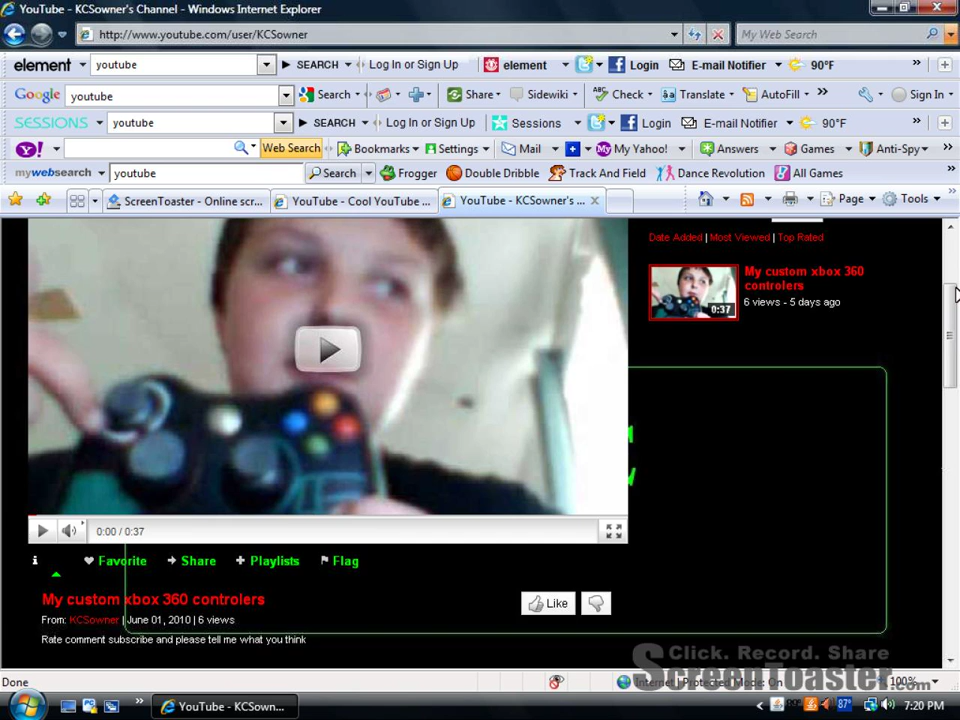 YouTube - KCSowner's Channel - Windows Internet Explorer
http://www.youtube.com/user/KCSowner My Web Search
element youtube SEARCH Log In or Sign Up element Login E-mail Notifier 90°F
Google youtube Search Share Sidewiki Check Translate AutoFill Sign In
SESSIONS youtube SEARCH Log In or Sign Up Sessions Login E-mail Notifier 90°F
Y! Web Search Bookmarks Settings Mail My Yahoo! Answers Games Anti-Spy
mywebsearch youtube Search Frogger Double Dribble Track And Field Dance Revolution All Games
ScreenToaster - Online scr... YouTube - Cool YouTube ... YouTube - KCSowner's ... Page Tools
Date Added | Most Viewed | Top Rated
My custom xbox 360
controlers
6 views - 5 days ago
0:37
0:00 / 0:37
Favorite Share Playlists Flag
My custom xbox 360 controlers
Like
From: KCSowner | June 01, 2010 | 6 views
Rate comment subscribe and please tell me what you think
Click. Record. Share
ScreenToaster.com
Done Internet | Protected Mode: On 100%
YouTube - KCSown... 87° 7:20 PM